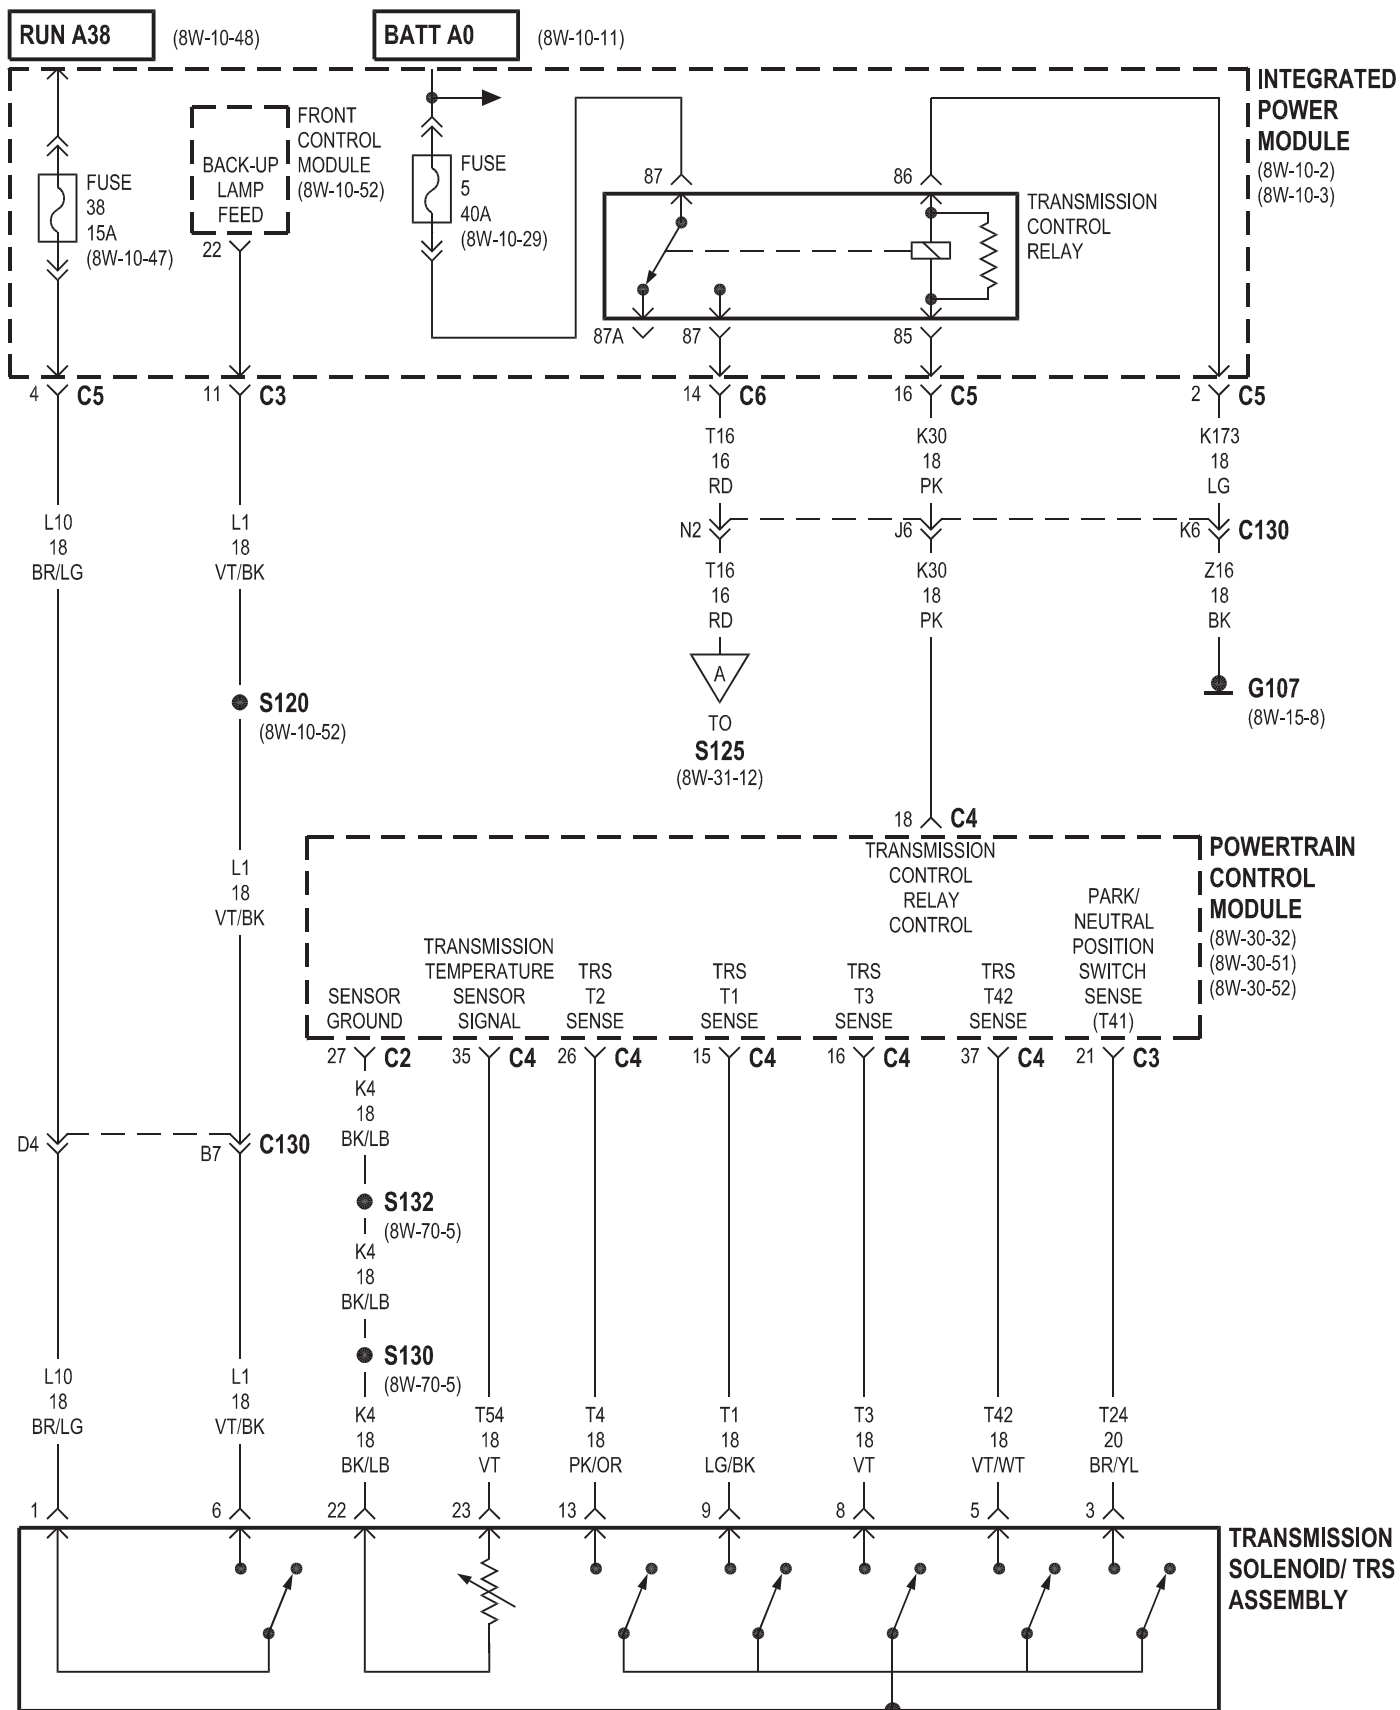 RUN A38
(8W-10-48)
BATT A0
(8W-10-11)
INTEGRATED
POWER
MODULE
(8W-10-2)
(8W-10-3)
FUSE
38
15A
(8W-10-47)
BACK-UP
LAMP
FEED
22
FRONT
CONTROL
MODULE
(8W-10-52)
FUSE
5
40A
(8W-10-29)
87
86
TRANSMISSION
CONTROL
RELAY
87A
87
85
4
C5
11
C3
14
C6
16
C5
2
C5
T16
16
RD
K30
18
PK
K173
18
LG
L10
18
BR/LG
L1
18
VT/BK
N2
J6
K6
C130
T16
16
RD
K30
18
PK
Z16
18
BK
A
TO
S125
(8W-31-12)
G107
(8W-15-8)
S120
(8W-10-52)
18
C4
L1
18
VT/BK
POWERTRAIN
CONTROL
MODULE
(8W-30-32)
(8W-30-51)
(8W-30-52)
TRANSMISSION
CONTROL
RELAY
CONTROL
SENSOR
GROUND
TRANSMISSION
TEMPERATURE
SENSOR
SIGNAL
TRS
T2
SENSE
TRS
T1
SENSE
TRS
T3
SENSE
TRS
T42
SENSE
PARK/
NEUTRAL
POSITION
SWITCH
SENSE
(T41)
27
C2
35
C4
26
C4
15
C4
16
C4
37
C4
21
C3
K4
18
BK/LB
D4
B7
C130
S132
(8W-70-5)
K4
18
BK/LB
S130
(8W-70-5)
L10
18
BR/LG
L1
18
VT/BK
K4
18
BK/LB
T54
18
VT
T4
18
PK/OR
T1
18
LG/BK
T3
18
VT
T42
18
VT/WT
T24
20
BR/YL
1
6
22
23
13
9
8
5
3
TRANSMISSION
SOLENOID/ TRS
ASSEMBLY